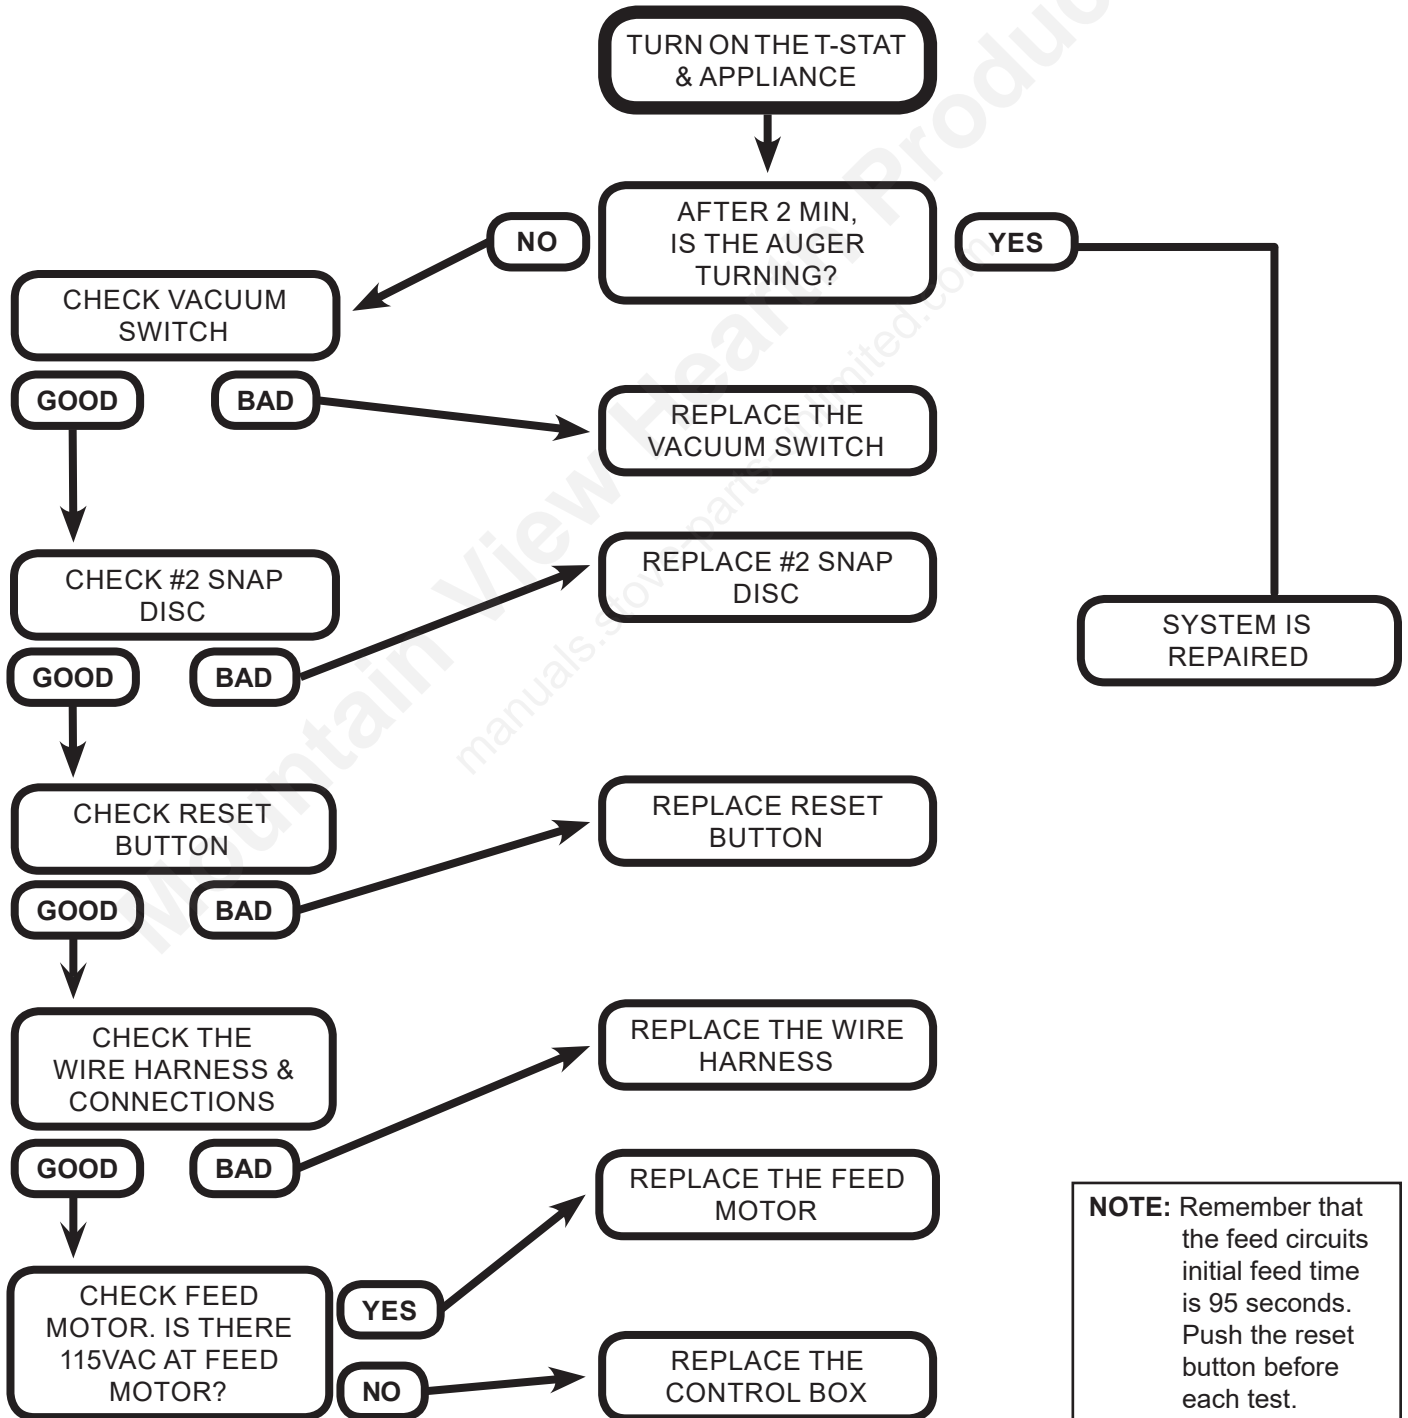 TURN ON THE T-STAT
& APPLIANCE
AFTER 2 MIN,
IS THE AUGER
TURNING?
NO
YES
CHECK VACUUM
SWITCH
GOOD
BAD
REPLACE THE
VACUUM SWITCH
CHECK #2 SNAP
DISC
GOOD
BAD
REPLACE #2 SNAP
DISC
SYSTEM IS
REPAIRED
CHECK RESET
BUTTON
GOOD
BAD
REPLACE RESET
BUTTON
CHECK THE
WIRE HARNESS &
CONNECTIONS
GOOD
BAD
REPLACE THE WIRE
HARNESS
REPLACE THE FEED
MOTOR
CHECK FEED
MOTOR. IS THERE
115VAC AT FEED
MOTOR?
YES
NO
REPLACE THE
CONTROL BOX
NOTE: Remember that
the feed circuits
initial feed time
is 95 seconds.
Push the reset
button before
each test.
Mountain View Hearth